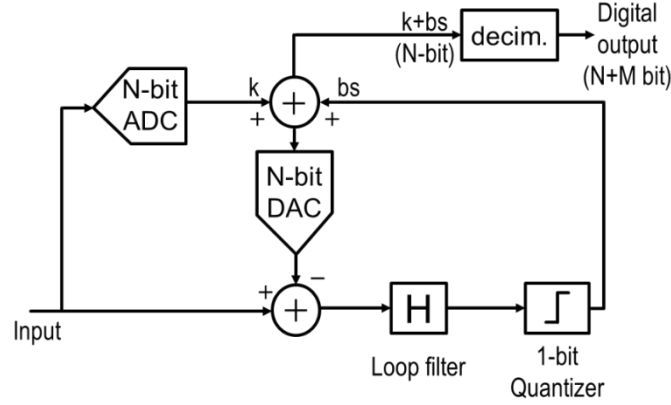 k+bs
(N-bit)
decim.
Digital
output
(N+M bit)
N-bit
ADC
k
+
+
bs
+
N-bit
DAC
−
+
+
Input
H
Loop filter
1-bit
Quantizer